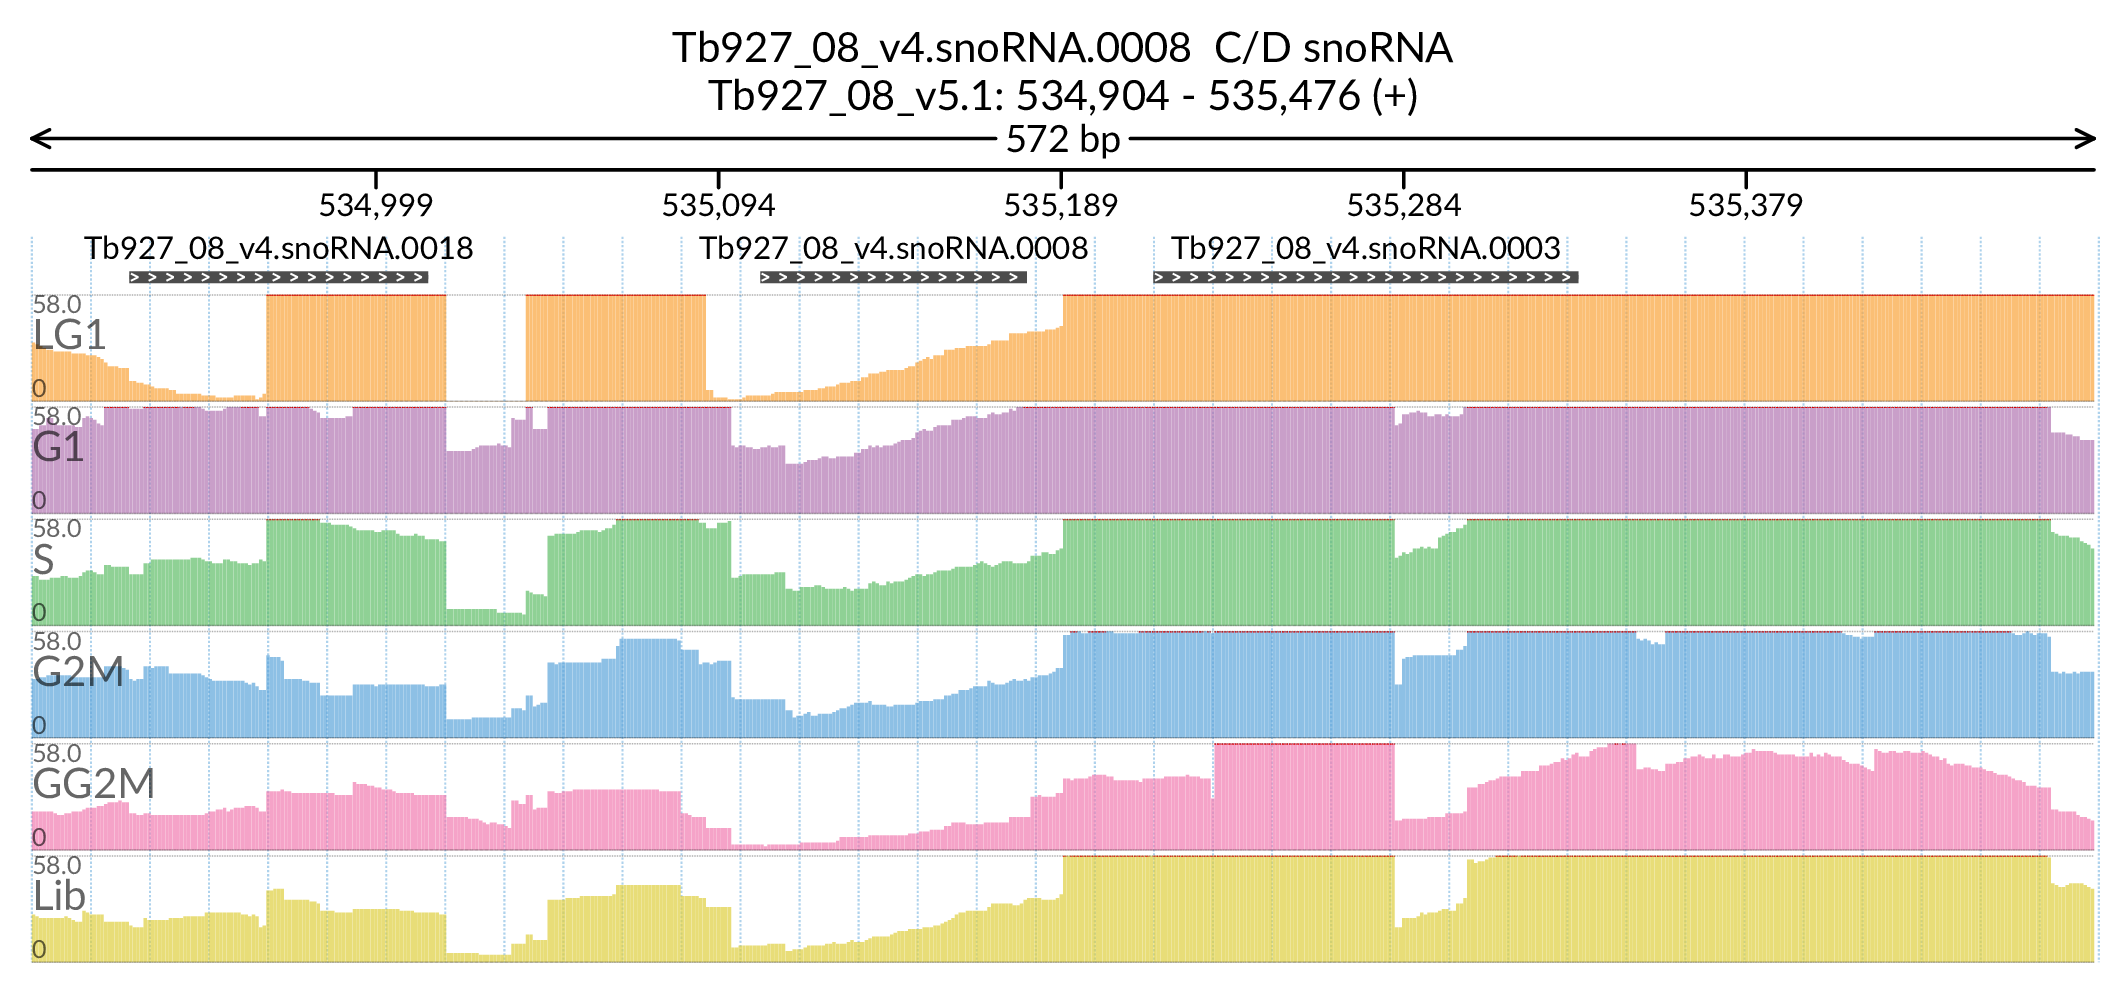 Tb927_08_v4.snoRNA.0008 C/D snoRNA
Tb927_08_v5.1: 534,904 - 535,476 (+)
572 bp
534,999 535,094 535,189 535,284 535,379
Tb927_08_v4.snoRNA.0018 Tb927_08_v4.snoRNA.0008 Tb927_08_v4.snoRNA.0003
58.0
LG1
0
58.0
G1
0
58.0
S
0
58.0
G2M
0
58.0
GG2M
0
58.0
Lib
0